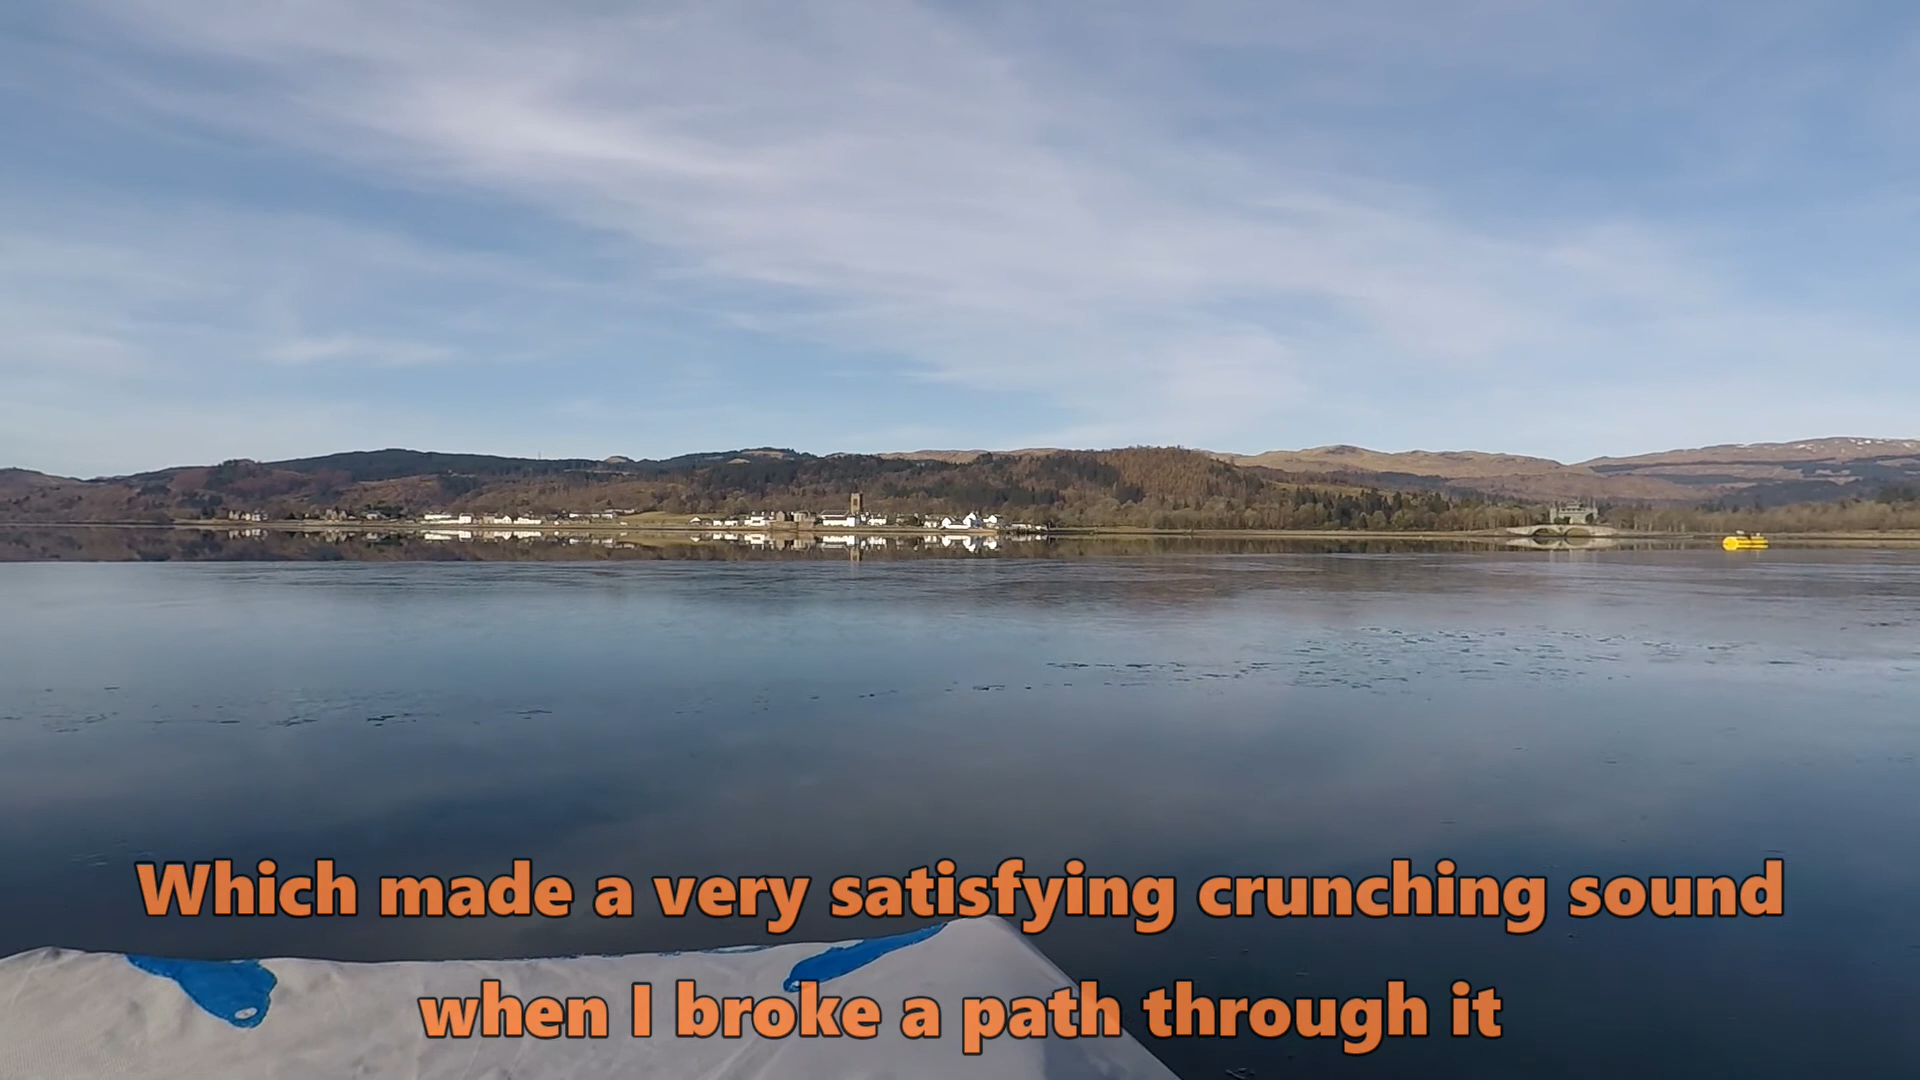 Which made a very satisfying crunching sound
when I broke a path through it